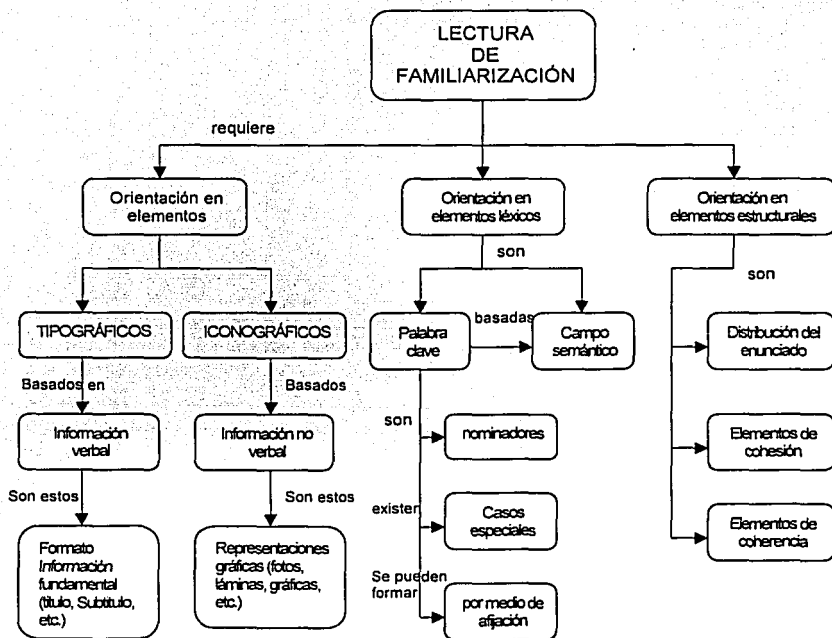 LECTURA
DE
FAMILIARIZACIÓN
requiere
Orientación en
elementos
Orientación en
elementos léxicos
Orientación en
elementos estructurales
son
son
TIPOGRÁFICOS
ICONOGRÁFICOS
Palabra
clave
basadas
Campo
semántico
Distribución del
enunciado
Basados en
Basados
Información
verbal
Información no
verbal
son
nominadores
Elementos de
cohesión
Son estos
Son estos
existen
Casos
especiales
Elementos de
coherencia
Formato
Información
fundamental
(titulo, Subtitulo,
etc.)
Representaciones
gráficas (fotos,
láminas, gráficas,
etc.)
Se pueden
formar
por medio de
afijación